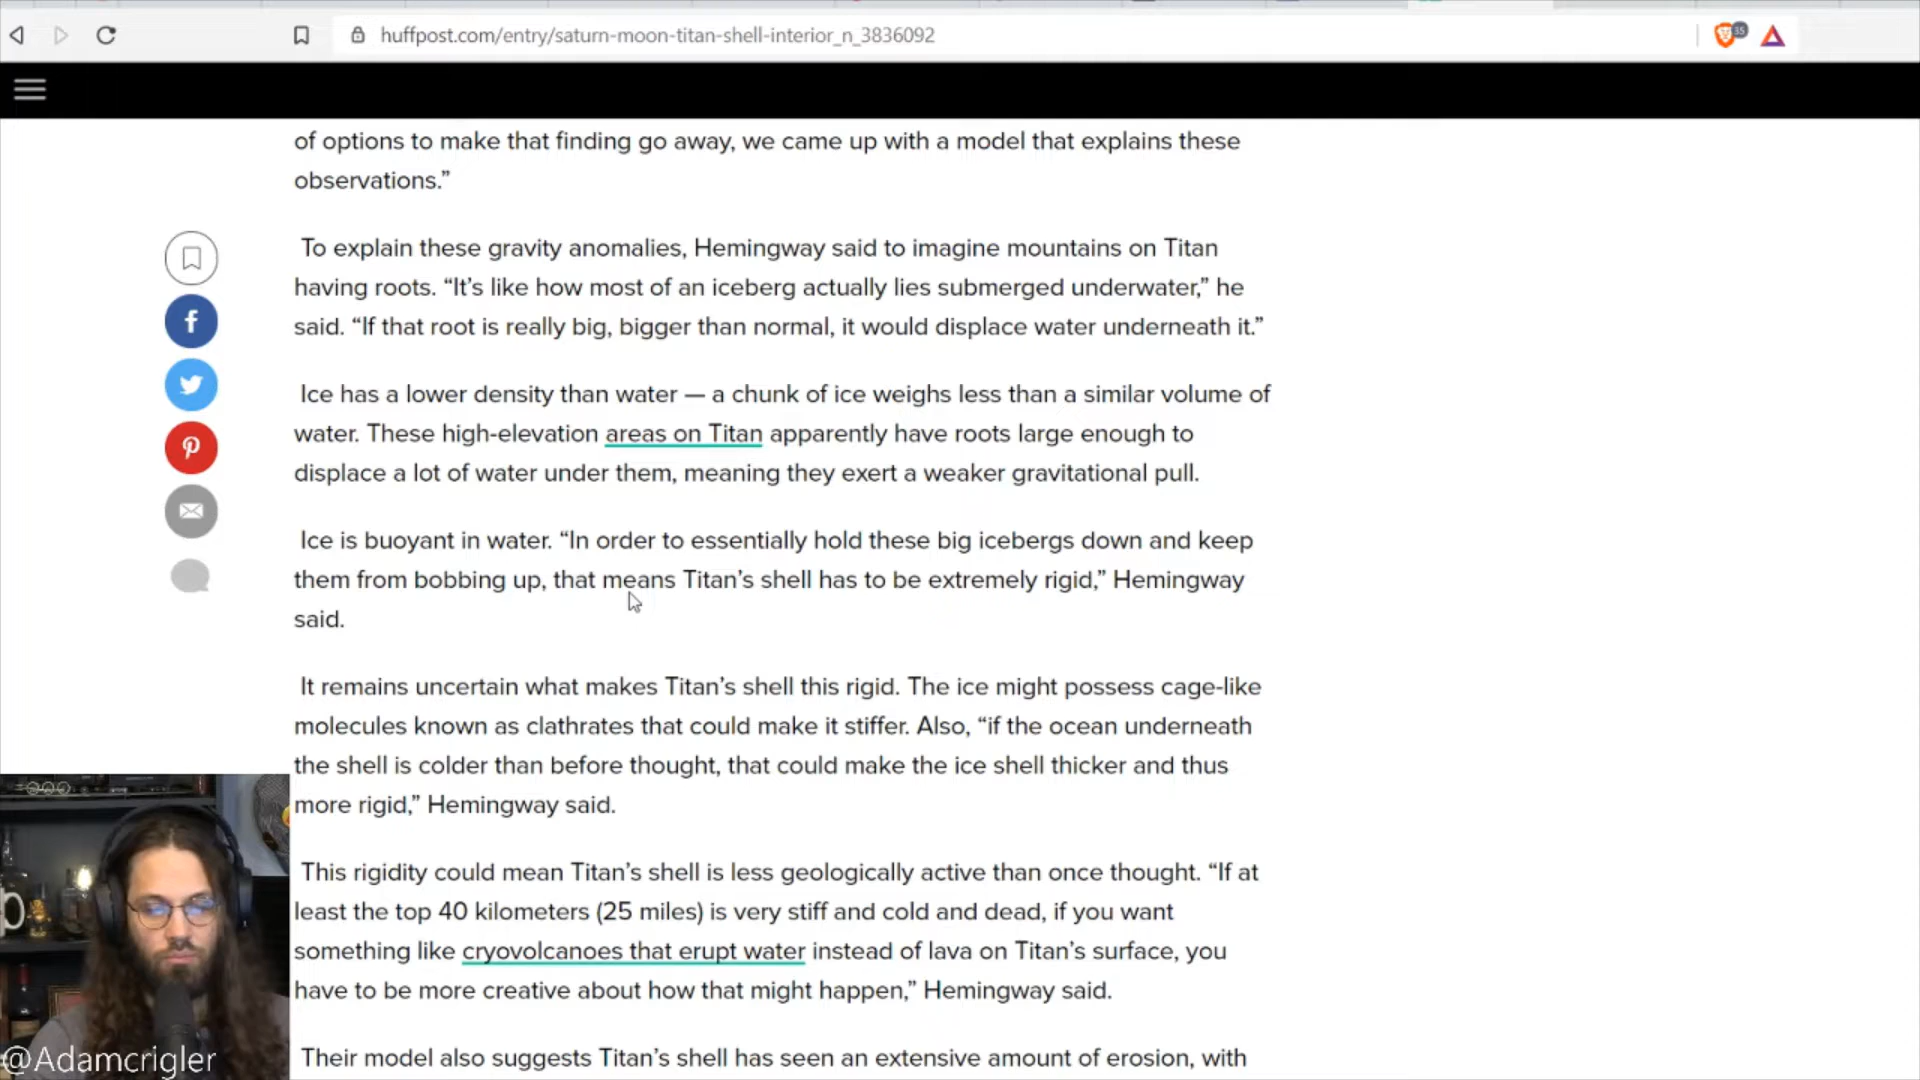 huffpost.com/entry/saturn-moon-titan-shell-interior_n_3836092
35
of options to make that finding go away, we came up with a model that explains these
observations.”
To explain these gravity anomalies, Hemingway said to imagine mountains on Titan
having roots. “It’s like how most of an iceberg actually lies submerged underwater,” he
said. “If that root is really big, bigger than normal, it would displace water underneath it.”
Ice has a lower density than water — a chunk of ice weighs less than a similar volume of
water. These high-elevation areas on Titan apparently have roots large enough to
displace a lot of water under them, meaning they exert a weaker gravitational pull.
Ice is buoyant in water. “In order to essentially hold these big icebergs down and keep
them from bobbing up, that means Titan’s shell has to be extremely rigid,” Hemingway
said.
It remains uncertain what makes Titan’s shell this rigid. The ice might possess cage-like
molecules known as clathrates that could make it stiffer. Also, “if the ocean underneath
the shell is colder than before thought, that could make the ice shell thicker and thus
more rigid,” Hemingway said.
This rigidity could mean Titan’s shell is less geologically active than once thought. “If at
least the top 40 kilometers (25 miles) is very stiff and cold and dead, if you want
something like cryovolcanoes that erupt water instead of lava on Titan’s surface, you
have to be more creative about how that might happen,” Hemingway said.
Their model also suggests Titan’s shell has seen an extensive amount of erosion, with
@Adamcrigler